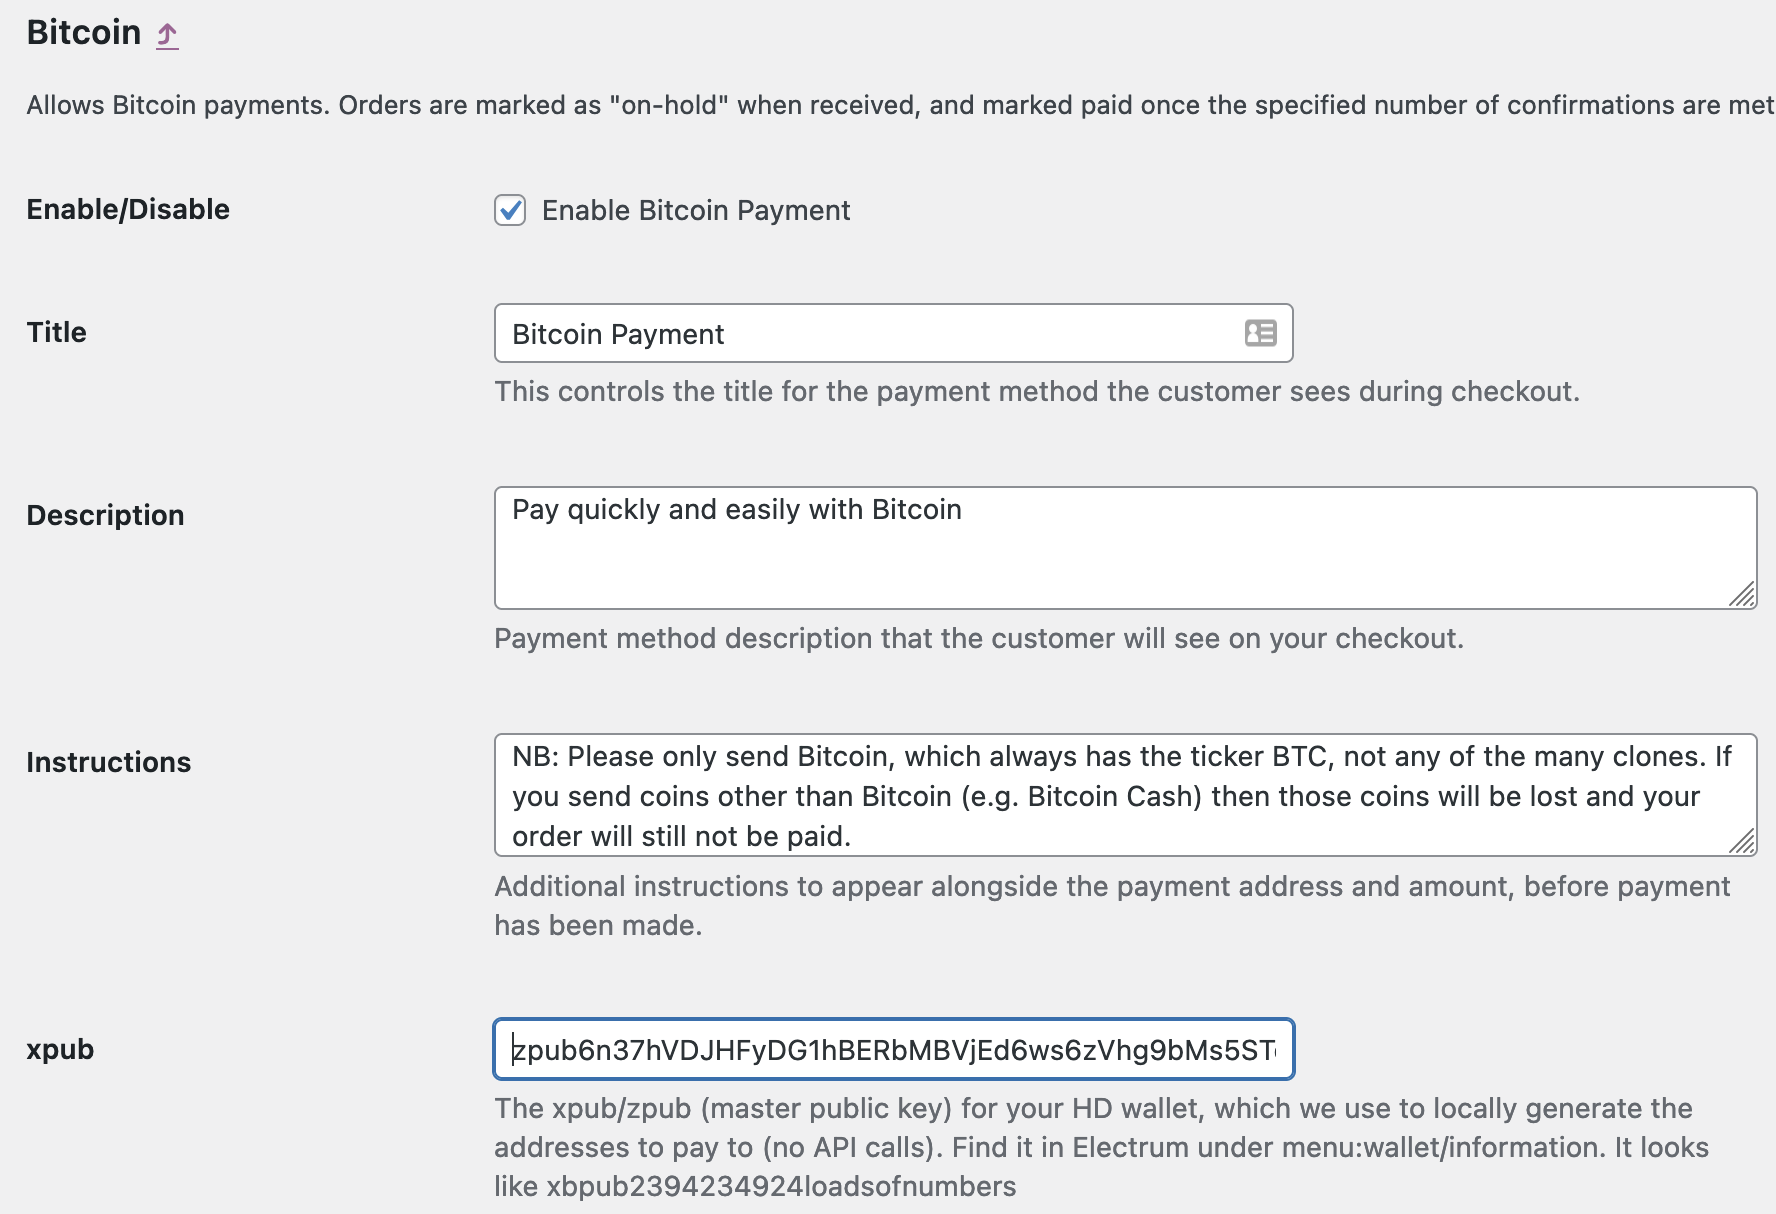 Bitcoin
Allows Bitcoin payments. Orders are marked as "on-hold" when received, and marked paid once the specified number of confirmations are met
Enable/Disable
Enable Bitcoin Payment
Title
Bitcoin Payment
This controls the title for the payment method the customer sees during checkout.
Description
Pay quickly and easily with Bitcoin
Payment method description that the customer will see on your checkout.
Instructions
NB: Please only send Bitcoin, which always has the ticker BTC, not any of the many clones. If
you send coins other than Bitcoin (e.g. Bitcoin Cash) then those coins will be lost and your
order will still not be paid.
Additional instructions to appear alongside the payment address and amount, before payment
has been made.
xpub
zpub6n37hVDJHFyDG1hBERbMBVjEd6ws6zVhg9bMs5ST
The xpub/zpub (master public key) for your HD wallet, which we use to locally generate the
addresses to pay to (no API calls). Find it in Electrum under menu:wallet/information. It looks
like xbpub2394234924loadsofnumbers